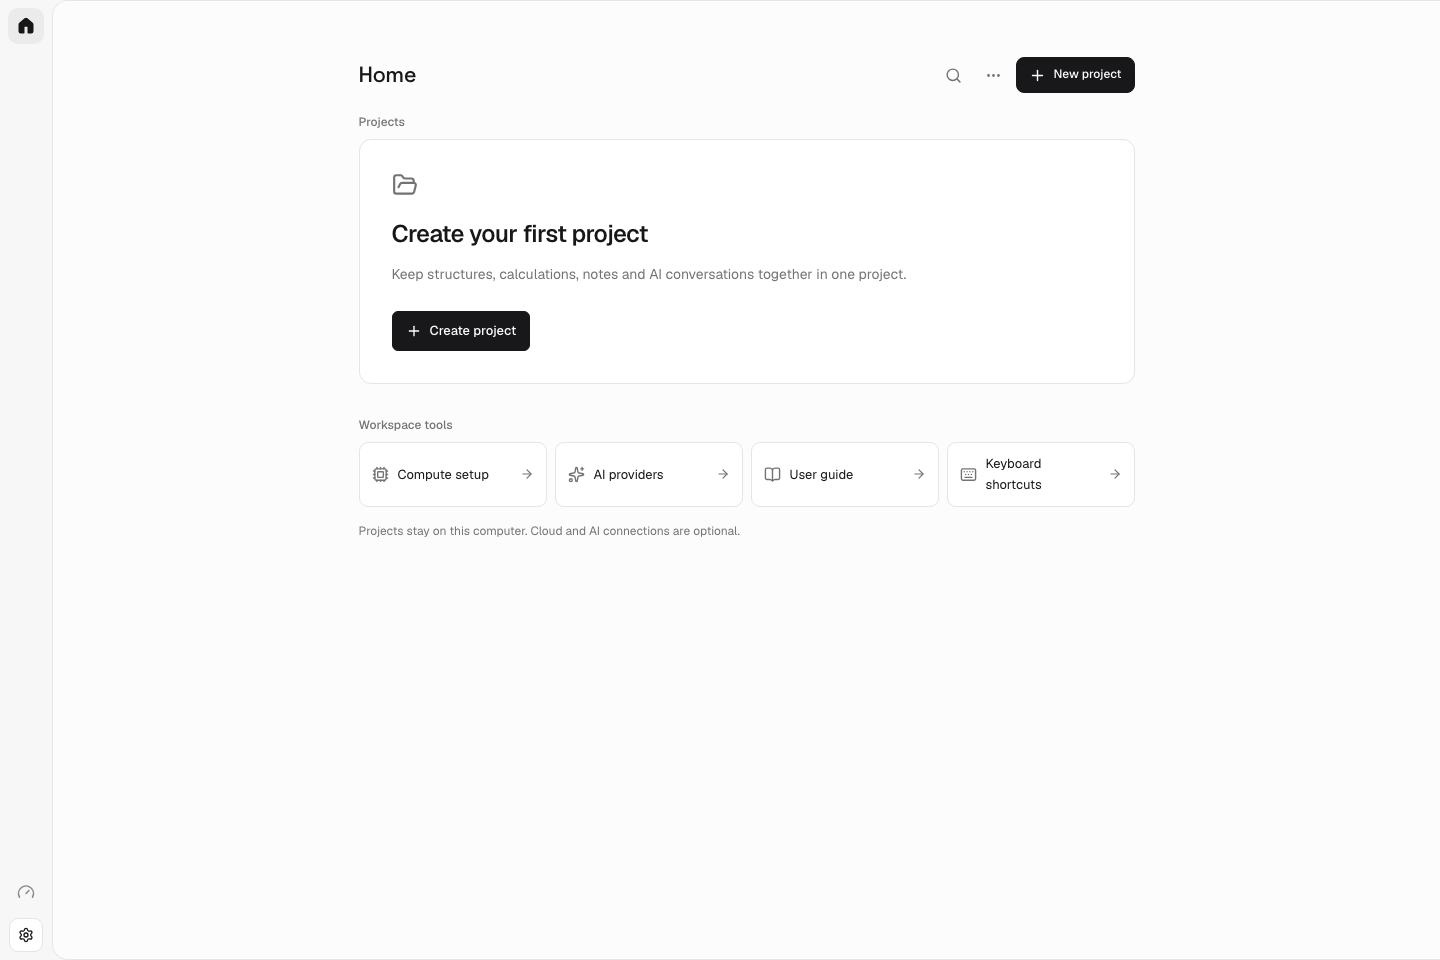 Home
New project
Projects
Create your first project
Keep structures, calculations, notes and AI conversations together in one project.
Create project
Workspace tools
Compute setup
AI providers
User guide
Keyboard
shortcuts
Projects stay on this computer. Cloud and AI connections are optional.